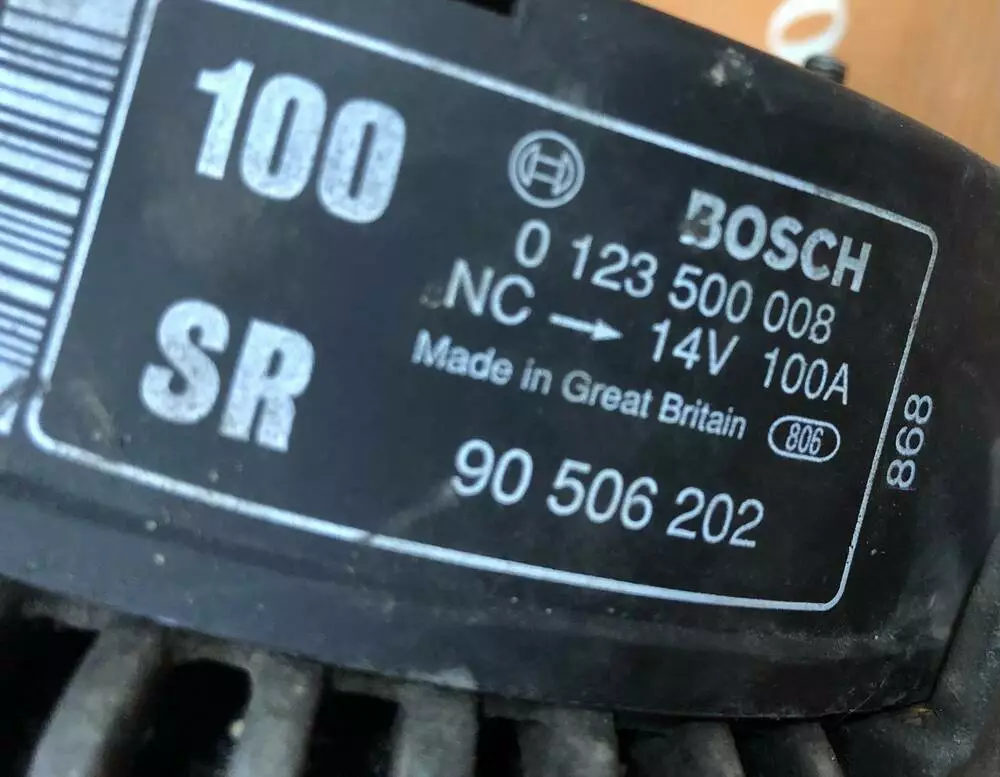 100
SR
BOSCH
0 123 500 008
NC → 14V 100A
Made in Great Britain 806
90 506 202
868